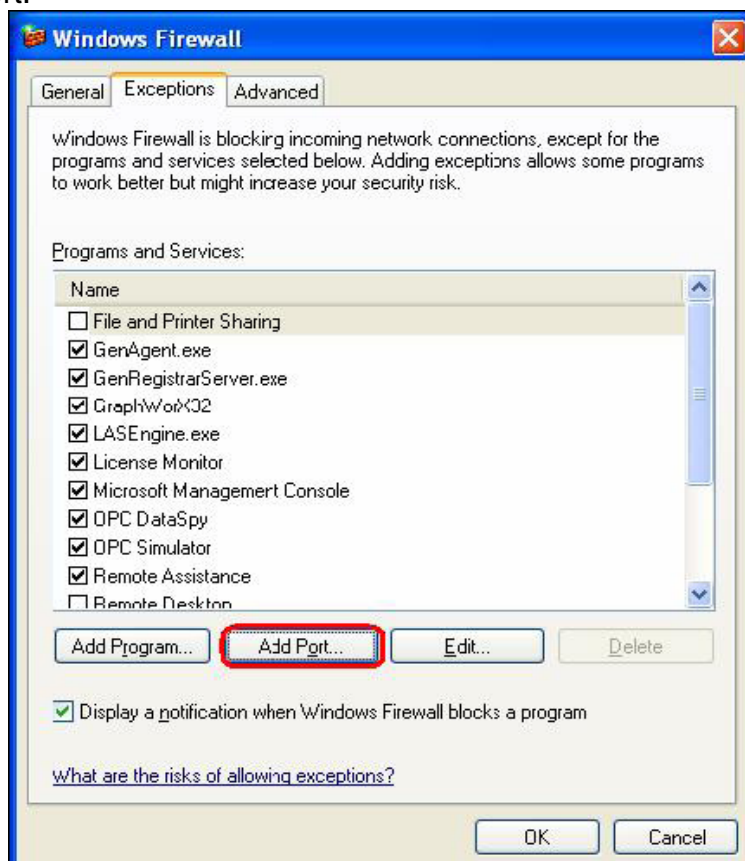 Windows Firewall
General Exceptions Advanced
Windows Firewall is blocking incoming network connections, except for the
programs and services selected below. Adding exceptions allows some programs
to work better but might increase your security risk.
Programs and Services:
Name
File and Printer Sharing
GenAgent.exe
GenRegistrarServer.exe
GraphWorX32
LASEngine.exe
License Monitor
Microsoft Management Console
OPC DataSpy
OPC Simulator
Remote Assistance
Remote Desktop
Add Program... Add Port... Edit... Delete
Display a notification when Windows Firewall blocks a program
What are the risks of allowing exceptions?
OK Cancel